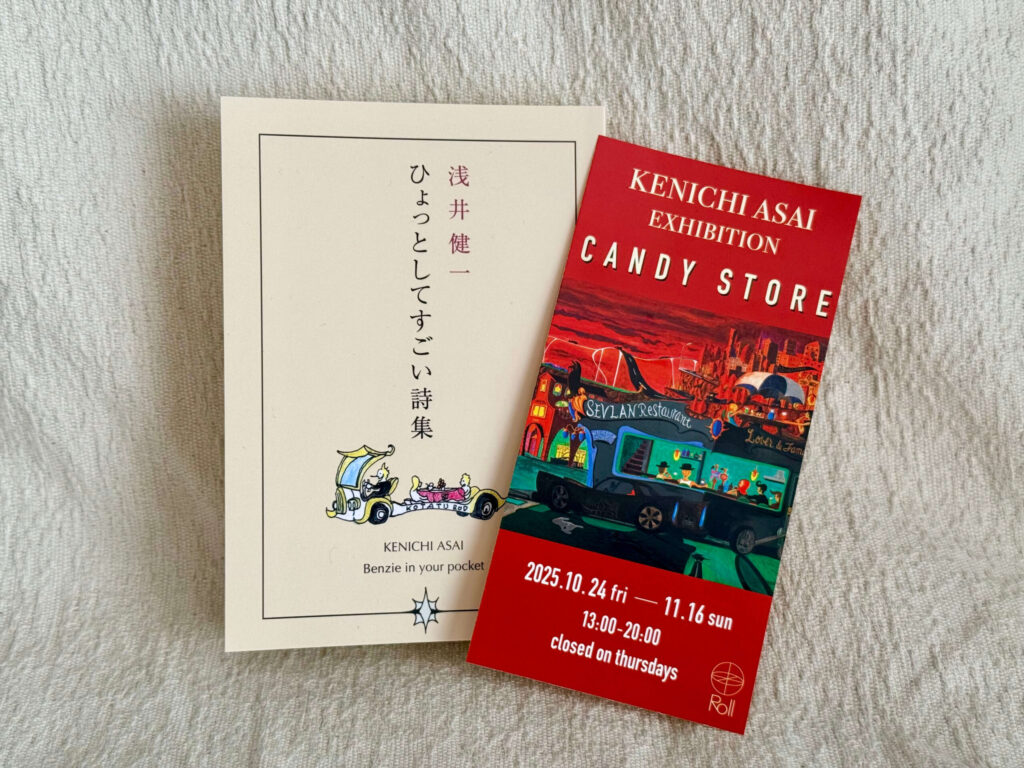 浅井健一
ひょっとしてすごい詩集
KOTATU END
KENICHI ASAI
Benzie in your pocket
KENICHI ASAI
EXHIBITION
CANDY STORE
SEVLAN Restaurant
2025.10.24 fri — 11.16 sun
13:00-20:00
closed on thursdays
Roll